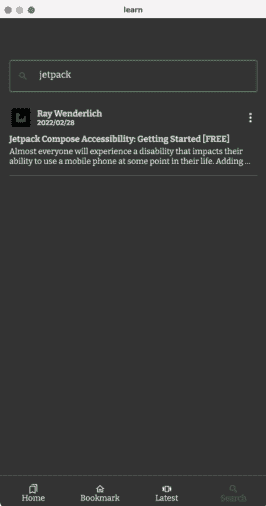 learn
jetpack
Ray Wenderlich
2022/02/28
Jetpack Compose Accessibility: Getting Started [FREE]
Almost everyone will experience a disability that impacts their
ability to use a mobile phone at some point in their life. Adding ...
Home
Bookmark
Latest
Search